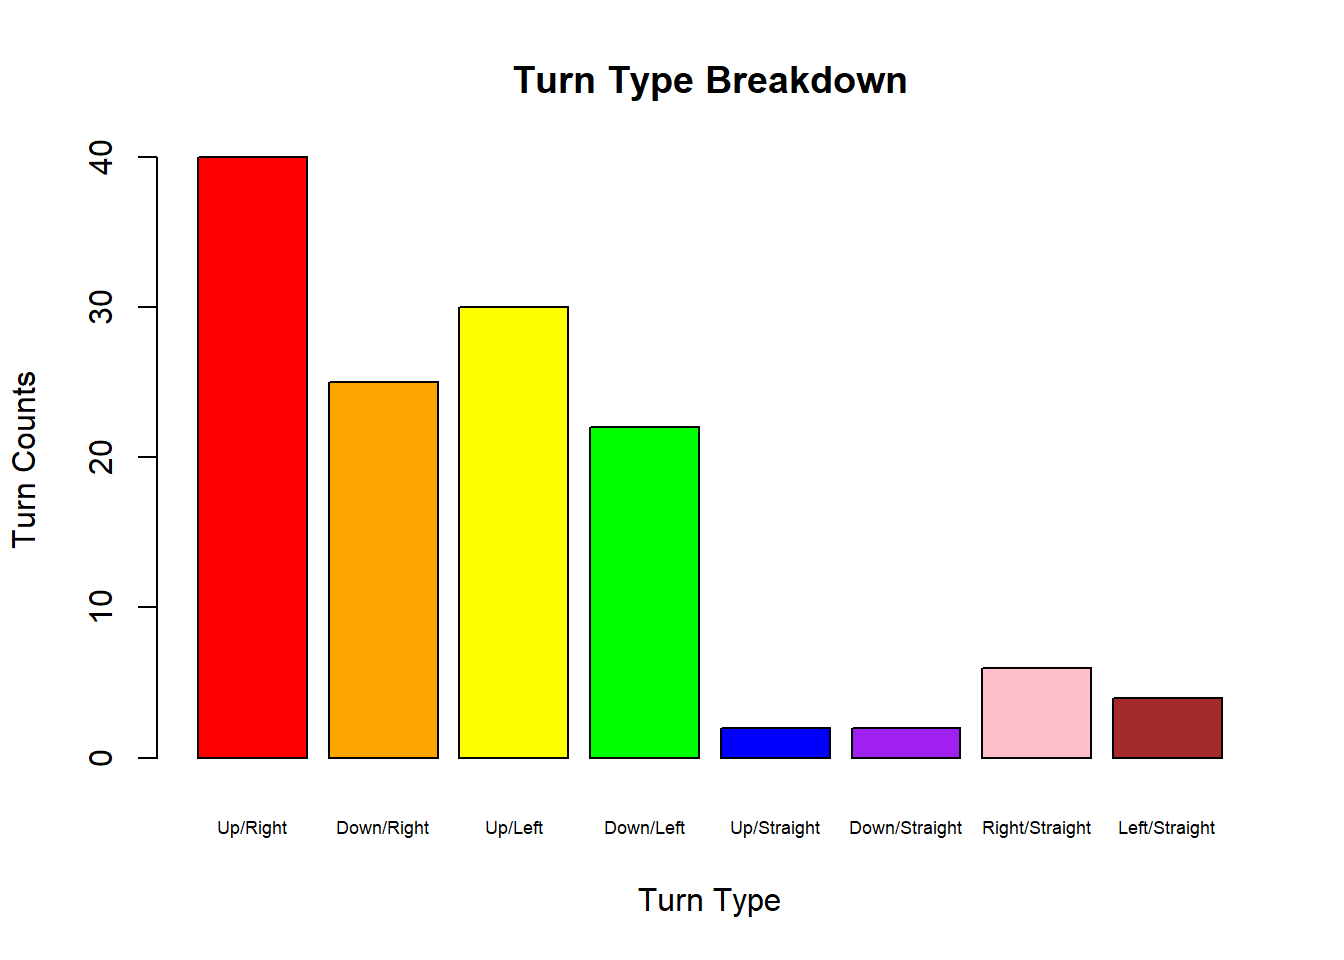 Turn Type Breakdown
Turn Counts
40
30
20
10
0
Up/Right Down/Right Up/Left Down/Left Up/Straight Down/Straight Right/Straight Left/Straight
Turn Type